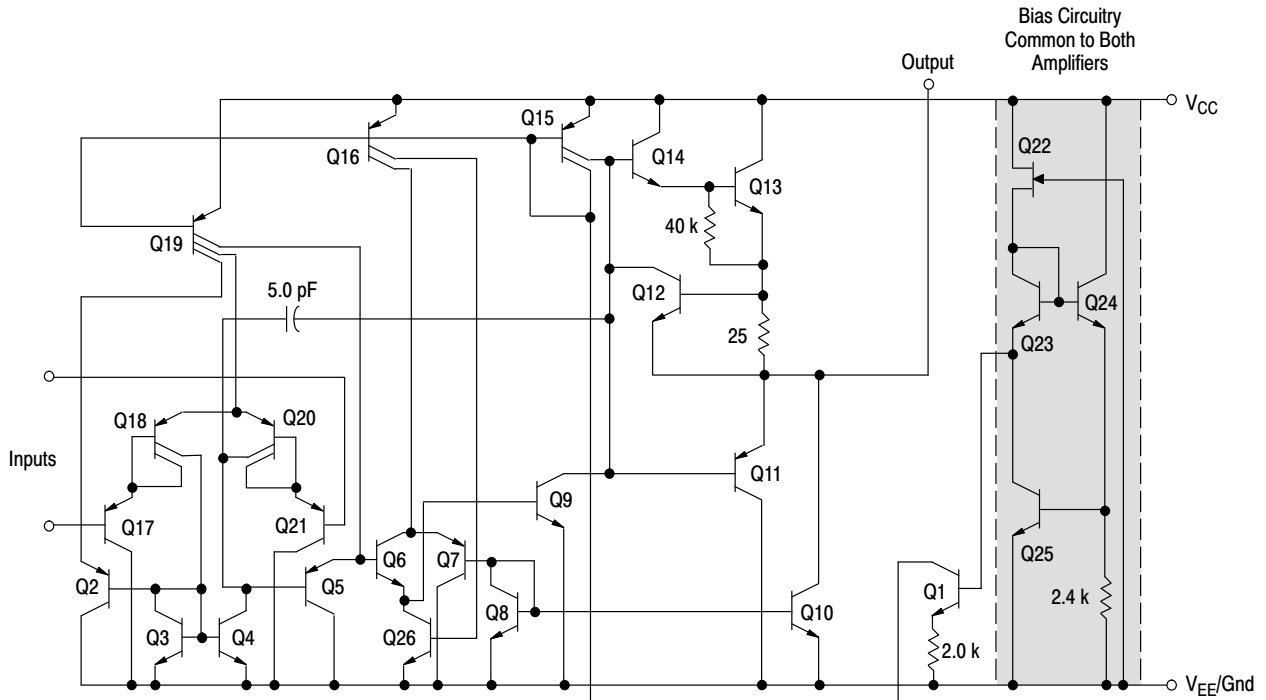 Bias Circuitry
Common to Both
Amplifiers
Output
VCC
Q15
Q22
Q16
Q14
Q13
40 k
Q19
5.0 pF
Q12
Q24
25
Q23
Q18
Q20
Inputs
Q11
Q9
Q17
Q21
Q25
Q2
Q5
Q6
Q7
Q1
2.4 k
Q8
Q10
Q3
Q4
Q26
2.0 k
VEE/Gnd